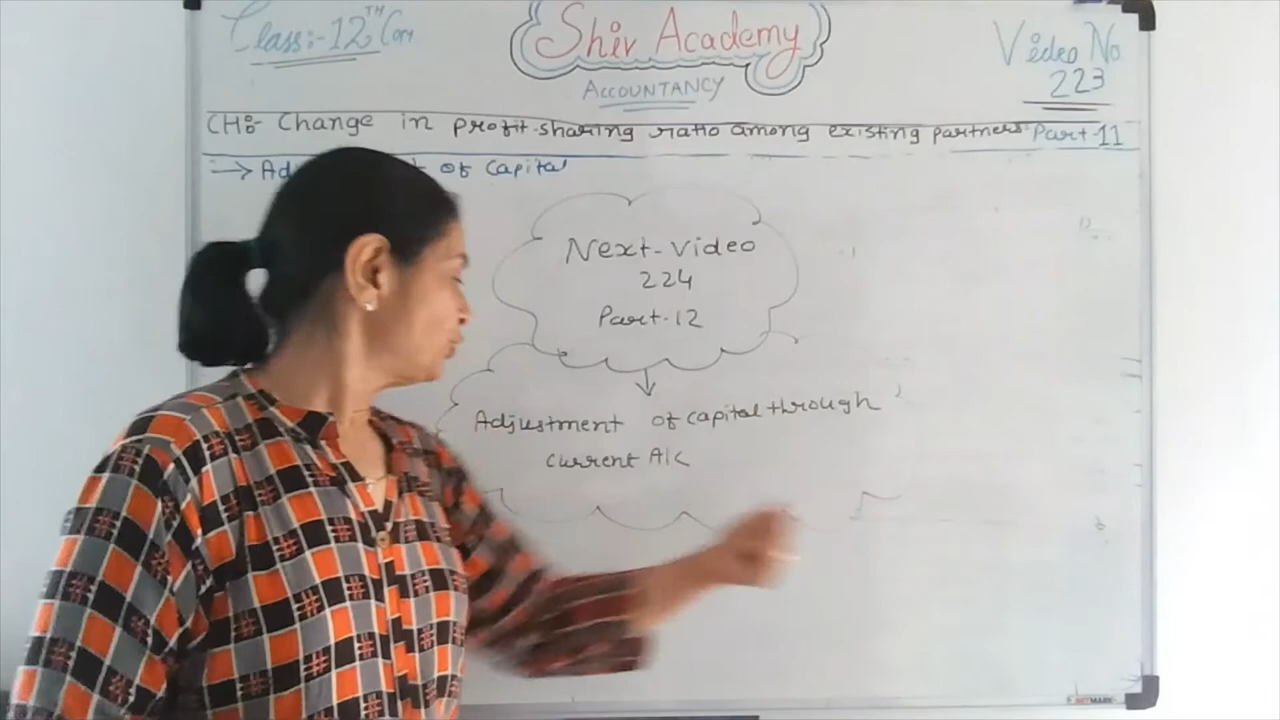 Class:- 12TH Com
Shiv Academy
ACCOUNTANCY
Video No
223
CH:- Change in profit-sharing ratio among existing partners. Part-11
→ of Capital
Next-video
224
Part-12
Adjustment of capital through
current A/C